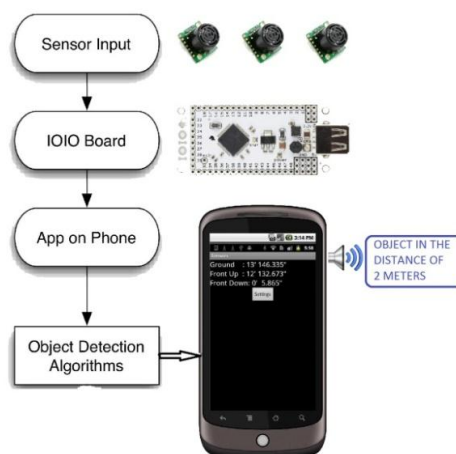 Sensor Input
IOIO Board
App on Phone
Object Detection
Algorithms
3:14 PM
Ground : 13' 146.335"
Front Up : 12' 132.673"
Front Down: 0' 5.865"
Settings
OBJECT IN THE
DISTANCE OF
2 METERS